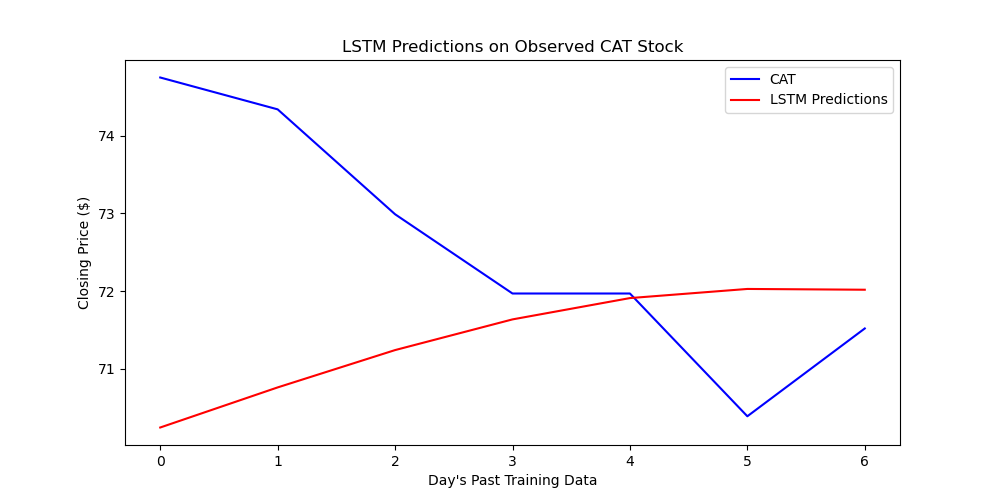 LSTM Predictions on Observed CAT Stock
CAT
LSTM Predictions
Closing Price ($)
74
73
72
71
0 1 2 3 4 5 6
Day's Past Training Data